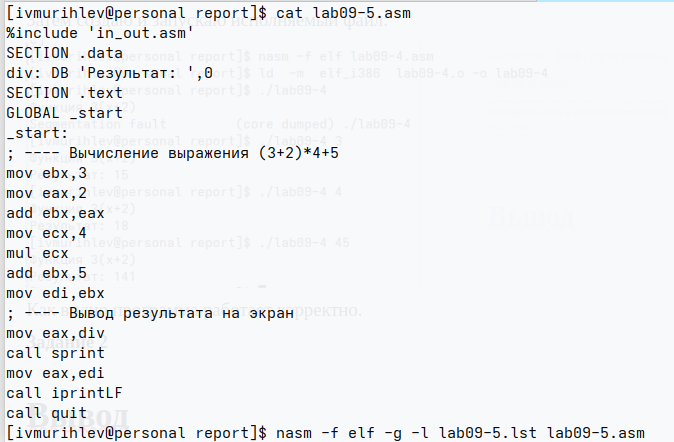 [ivmurihlev@personal report]$ cat lab09-5.asm
%include 'in_out.asm'
SECTION .data
div: DB 'Результат: ',0
SECTION .text
GLOBAL _start
_start:
; ---- Вычисление выражения (3+2)*4+5
mov ebx,3
mov eax,2
add ebx,eax
mov ecx,4
mul ecx
add ebx,5
mov edi,ebx
; ---- Вывод результата на экран
mov eax,div
call sprint
mov eax,edi
call iprintLF
call quit
[ivmurihlev@personal report]$ nasm -f elf -g -l lab09-5.lst lab09-5.asm